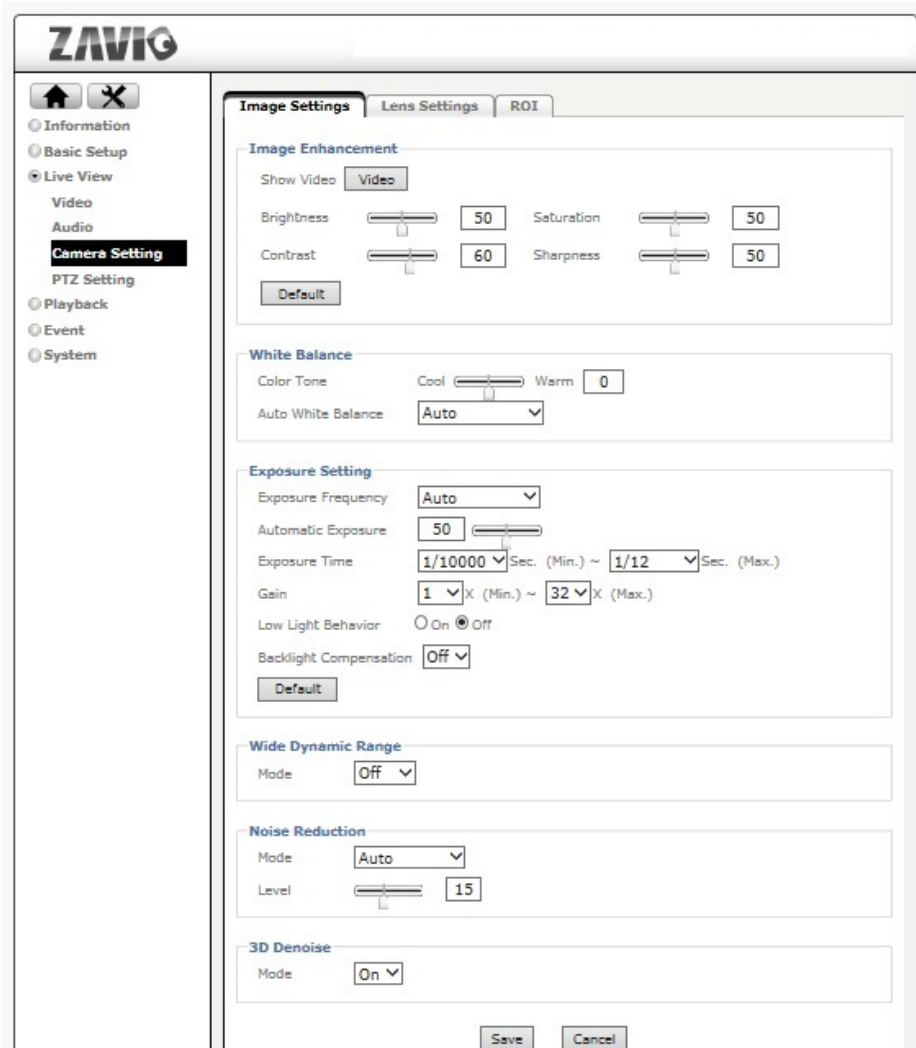 ZAVIO
Information
Basic Setup
Live View
Video
Audio
Camera Setting
PTZ Setting
Playback
Event
System
Image Settings Lens Settings ROI
Image Enhancement
Show Video Video
Brightness 50 Saturation 50
Contrast 60 Sharpness 50
Default
White Balance
Color Tone Cool Warm 0
Auto White Balance Auto
Exposure Setting
Exposure Frequency Auto
Automatic Exposure 50
Exposure Time 1/10000 Sec. (Min.) ~ 1/12 Sec. (Max.)
Gain 1 X (Min.) ~ 32 X (Max.)
Low Light Behavior On Off
Backlight Compensation Off
Default
Wide Dynamic Range
Mode Off
Noise Reduction
Mode Auto
Level 15
3D Denoise
Mode On
Save Cancel